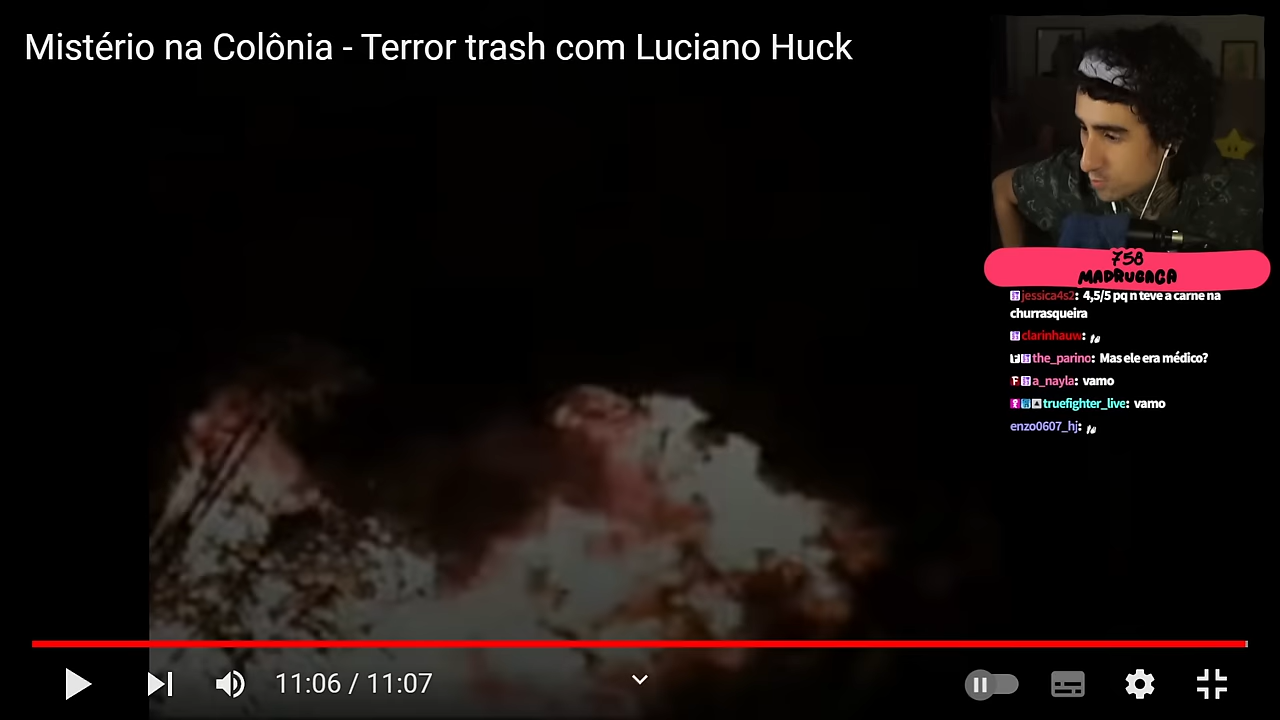 Mistério na Colônia - Terror trash com Luciano Huck
758
MADRUGAGA
jessica4s2: 4,5/5 pq n teve a carne na
churrasqueira
clarinhauw:
the_parino: Mas ele era médico?
a_nayla: vamo
truefighter_live: vamo
enzo0607_hj:
11:06 / 11:07